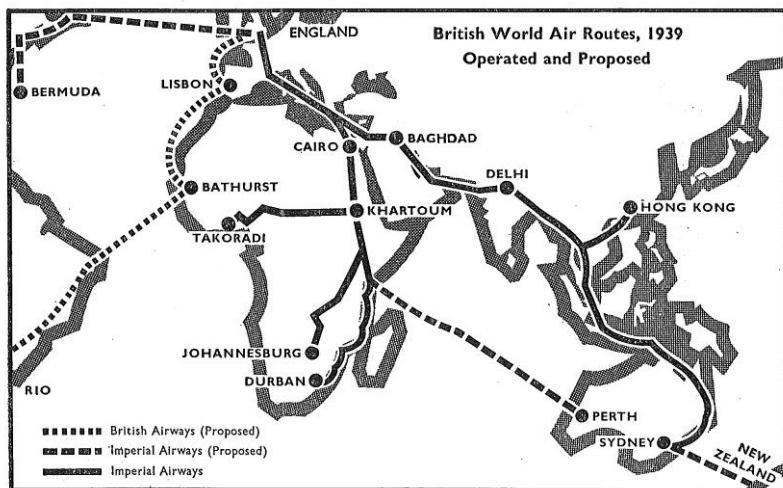 British World Air Routes, 1939
Operated and Proposed
ENGLAND
BERMUDA
LISBON
CAIRO
BAGHDAD
DELHI
HONG KONG
BATHURST
KHARTOUM
TAKORADI
JOHANNESBURG
DURBAN
RIO
PERTH
SYDNEY
NEW
ZEALAND
British Airways (Proposed)
Imperial Airways (Proposed)
Imperial Airways